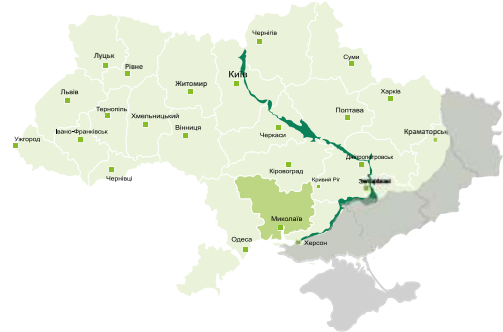 Чернігів
Луцьк
Рівне
Суми
Київ
Житомир
Львів
Харків
Тернопіль
Хмельницький
Полтава
Івано-Франківськ
Вінниця
Черкаси
Краматорськ
Ужгород
Чернівці
Кіровоград
Дніпропетровськ
Кривий Ріг
Миколаїв
Одеса
Херсон